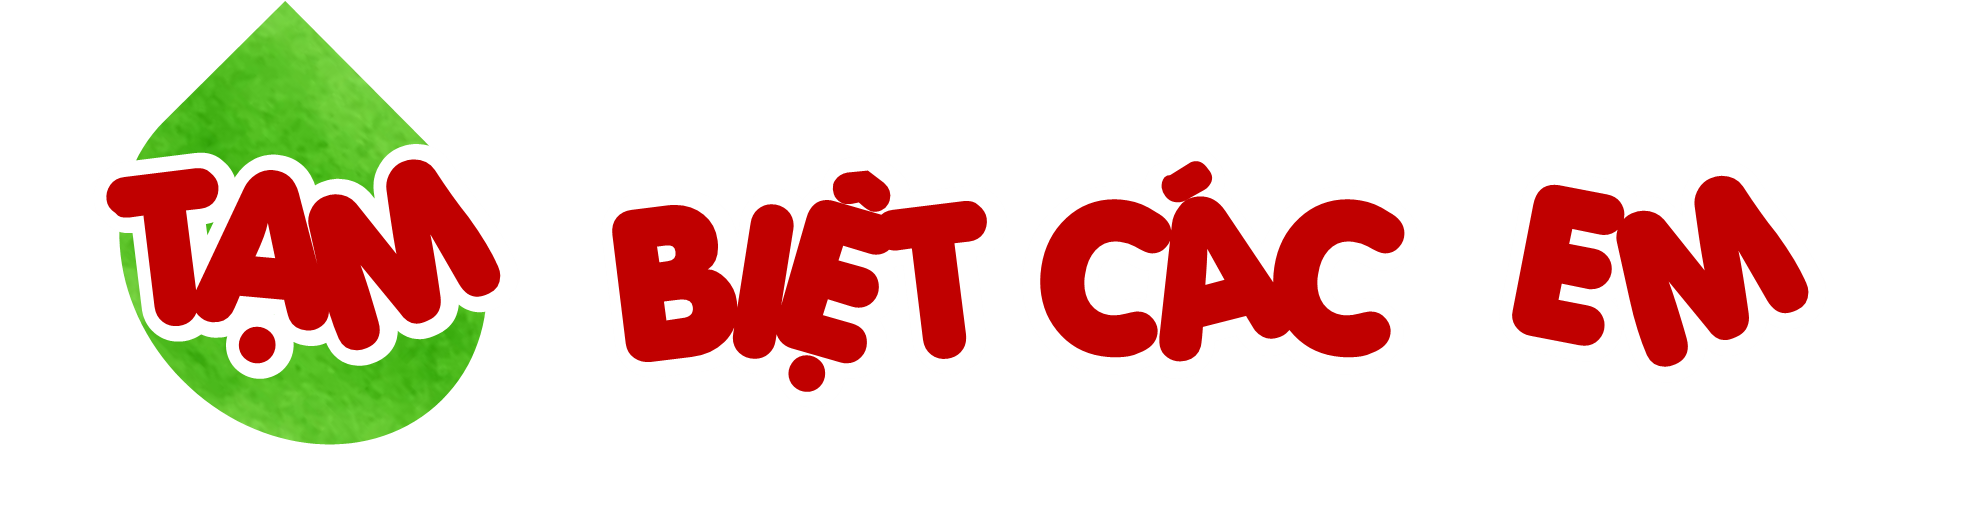 TẠM BIỆT CÁC EM